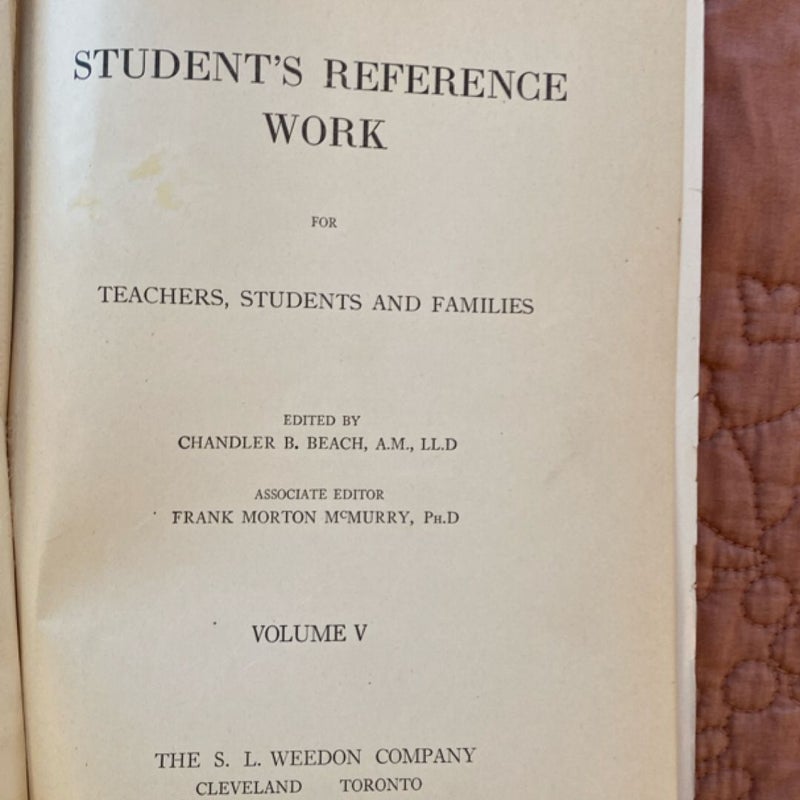 STUDENT'S REFERENCE
WORK
FOR
TEACHERS, STUDENTS AND FAMILIES
EDITED BY
CHANDLER B. BEACH, A.M., LL.D
ASSOCIATE EDITOR
FRANK MORTON McMURRY, Ph.D
VOLUME V
THE S. L. WEEDON COMPANY
CLEVELAND TORONTO